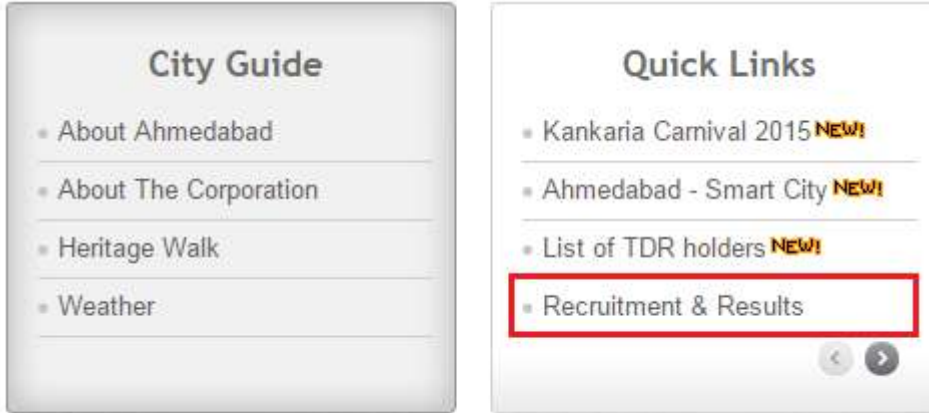 City Guide
About Ahmedabad
About The Corporation
Heritage Walk
Weather
Quick Links
Kankaria Carnival 2015 NEW!
Ahmedabad - Smart City NEW!
List of TDR holders NEW!
Recruitment & Results